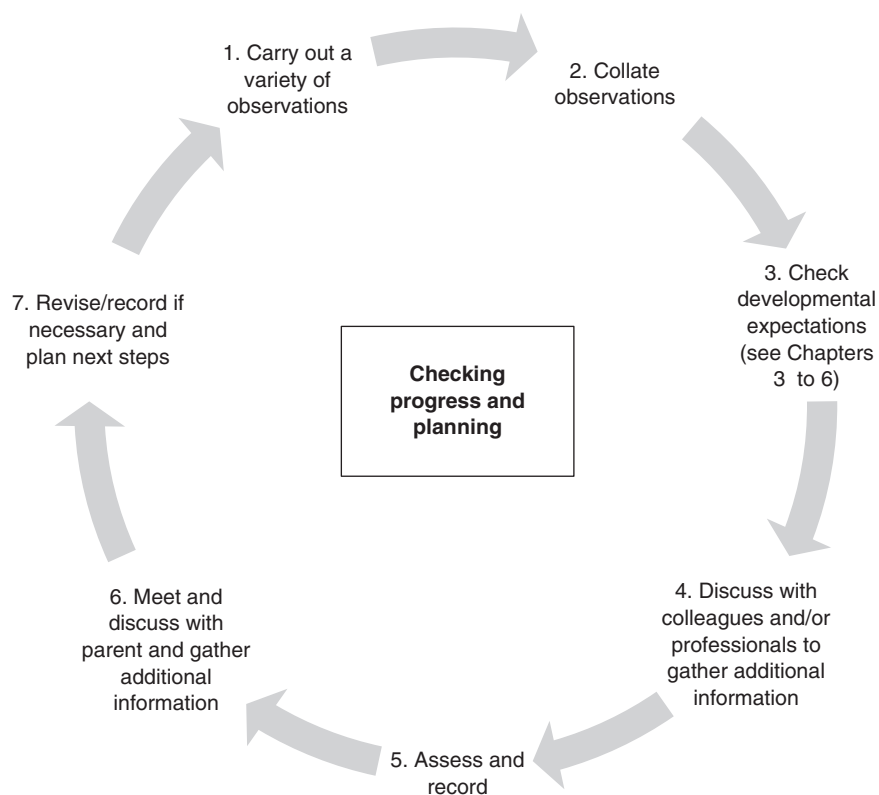 1. Carry out a
variety of
observations
2. Collate
observations
3. Check
developmental
expectations
(see Chapters
3 to 6)
4. Discuss with
colleagues and/or
professionals to
gather additional
information
5. Assess and
record
6. Meet and
discuss with
parent and gather
additional
information
7. Revise/record if
necessary and
plan next steps
Checking
progress and
planning